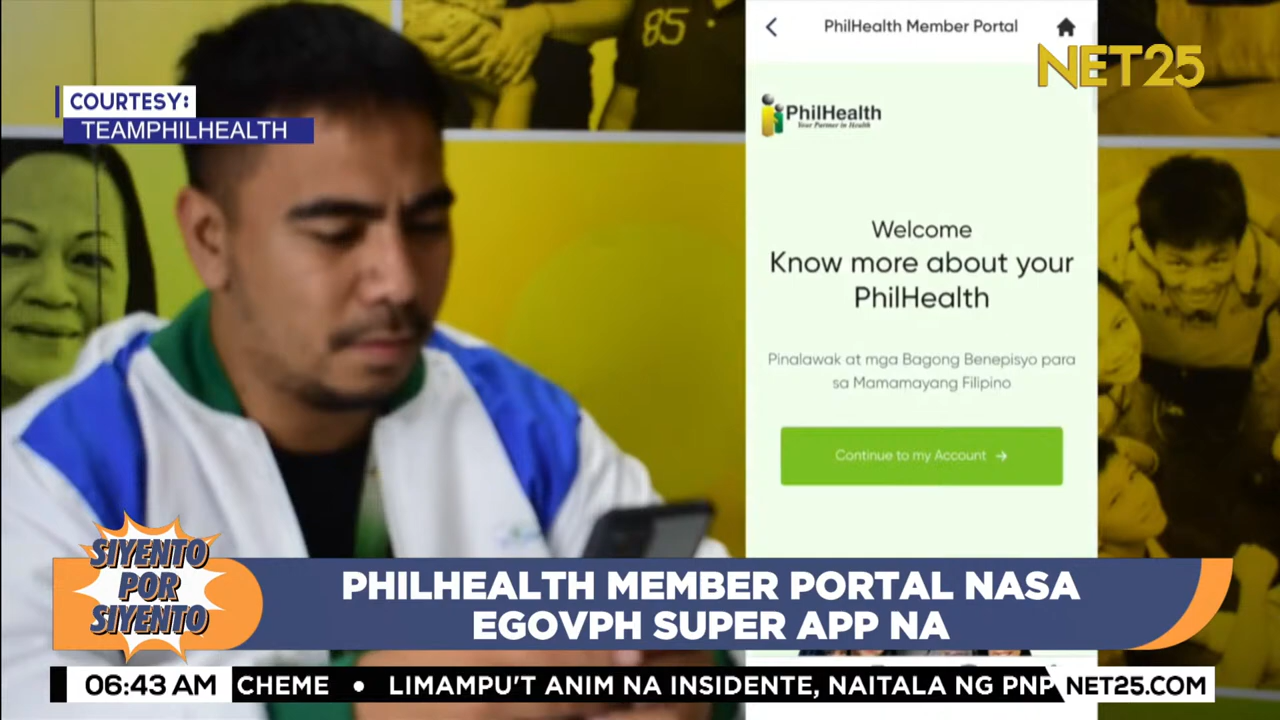 85
COURTESY:
TEAMPHILHEALTH
PhilHealth Member Portal
NET25
PhilHealth
Your Partner in Health
Welcome
Know more about your
PhilHealth
Pinalawak at mga Bagong Benepisyo para
sa Mamamayang Filipino
Continue to my Account →
SIYENTO
POR
SIYENTO
PHILHEALTH MEMBER PORTAL NASA
EGOVPH SUPER APP NA
06:43 AM CHEME • LIMAMPU'T ANIM NA INSIDENTE, NAITALA NG PNP NET25.COM